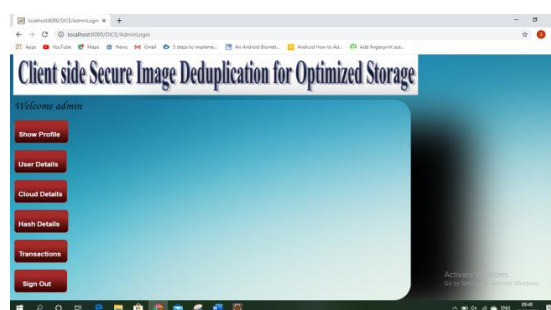 localhost:8080/DICE/AdminLogin
localhost:8080/DICE/AdminLogin
Apps YouTube Maps News Gmail 5 steps to impleme... An Android Biomet... Android How to Ad... Add fingerprint aut...
Client side Secure Image Deduplication for Optimized Storage
Welcome admin
Show Profile
User Details
Cloud Details
Hash Details
Transactions
Sign Out
Activate Windows
Go to Settings to activate Windows.
ENG
09:48